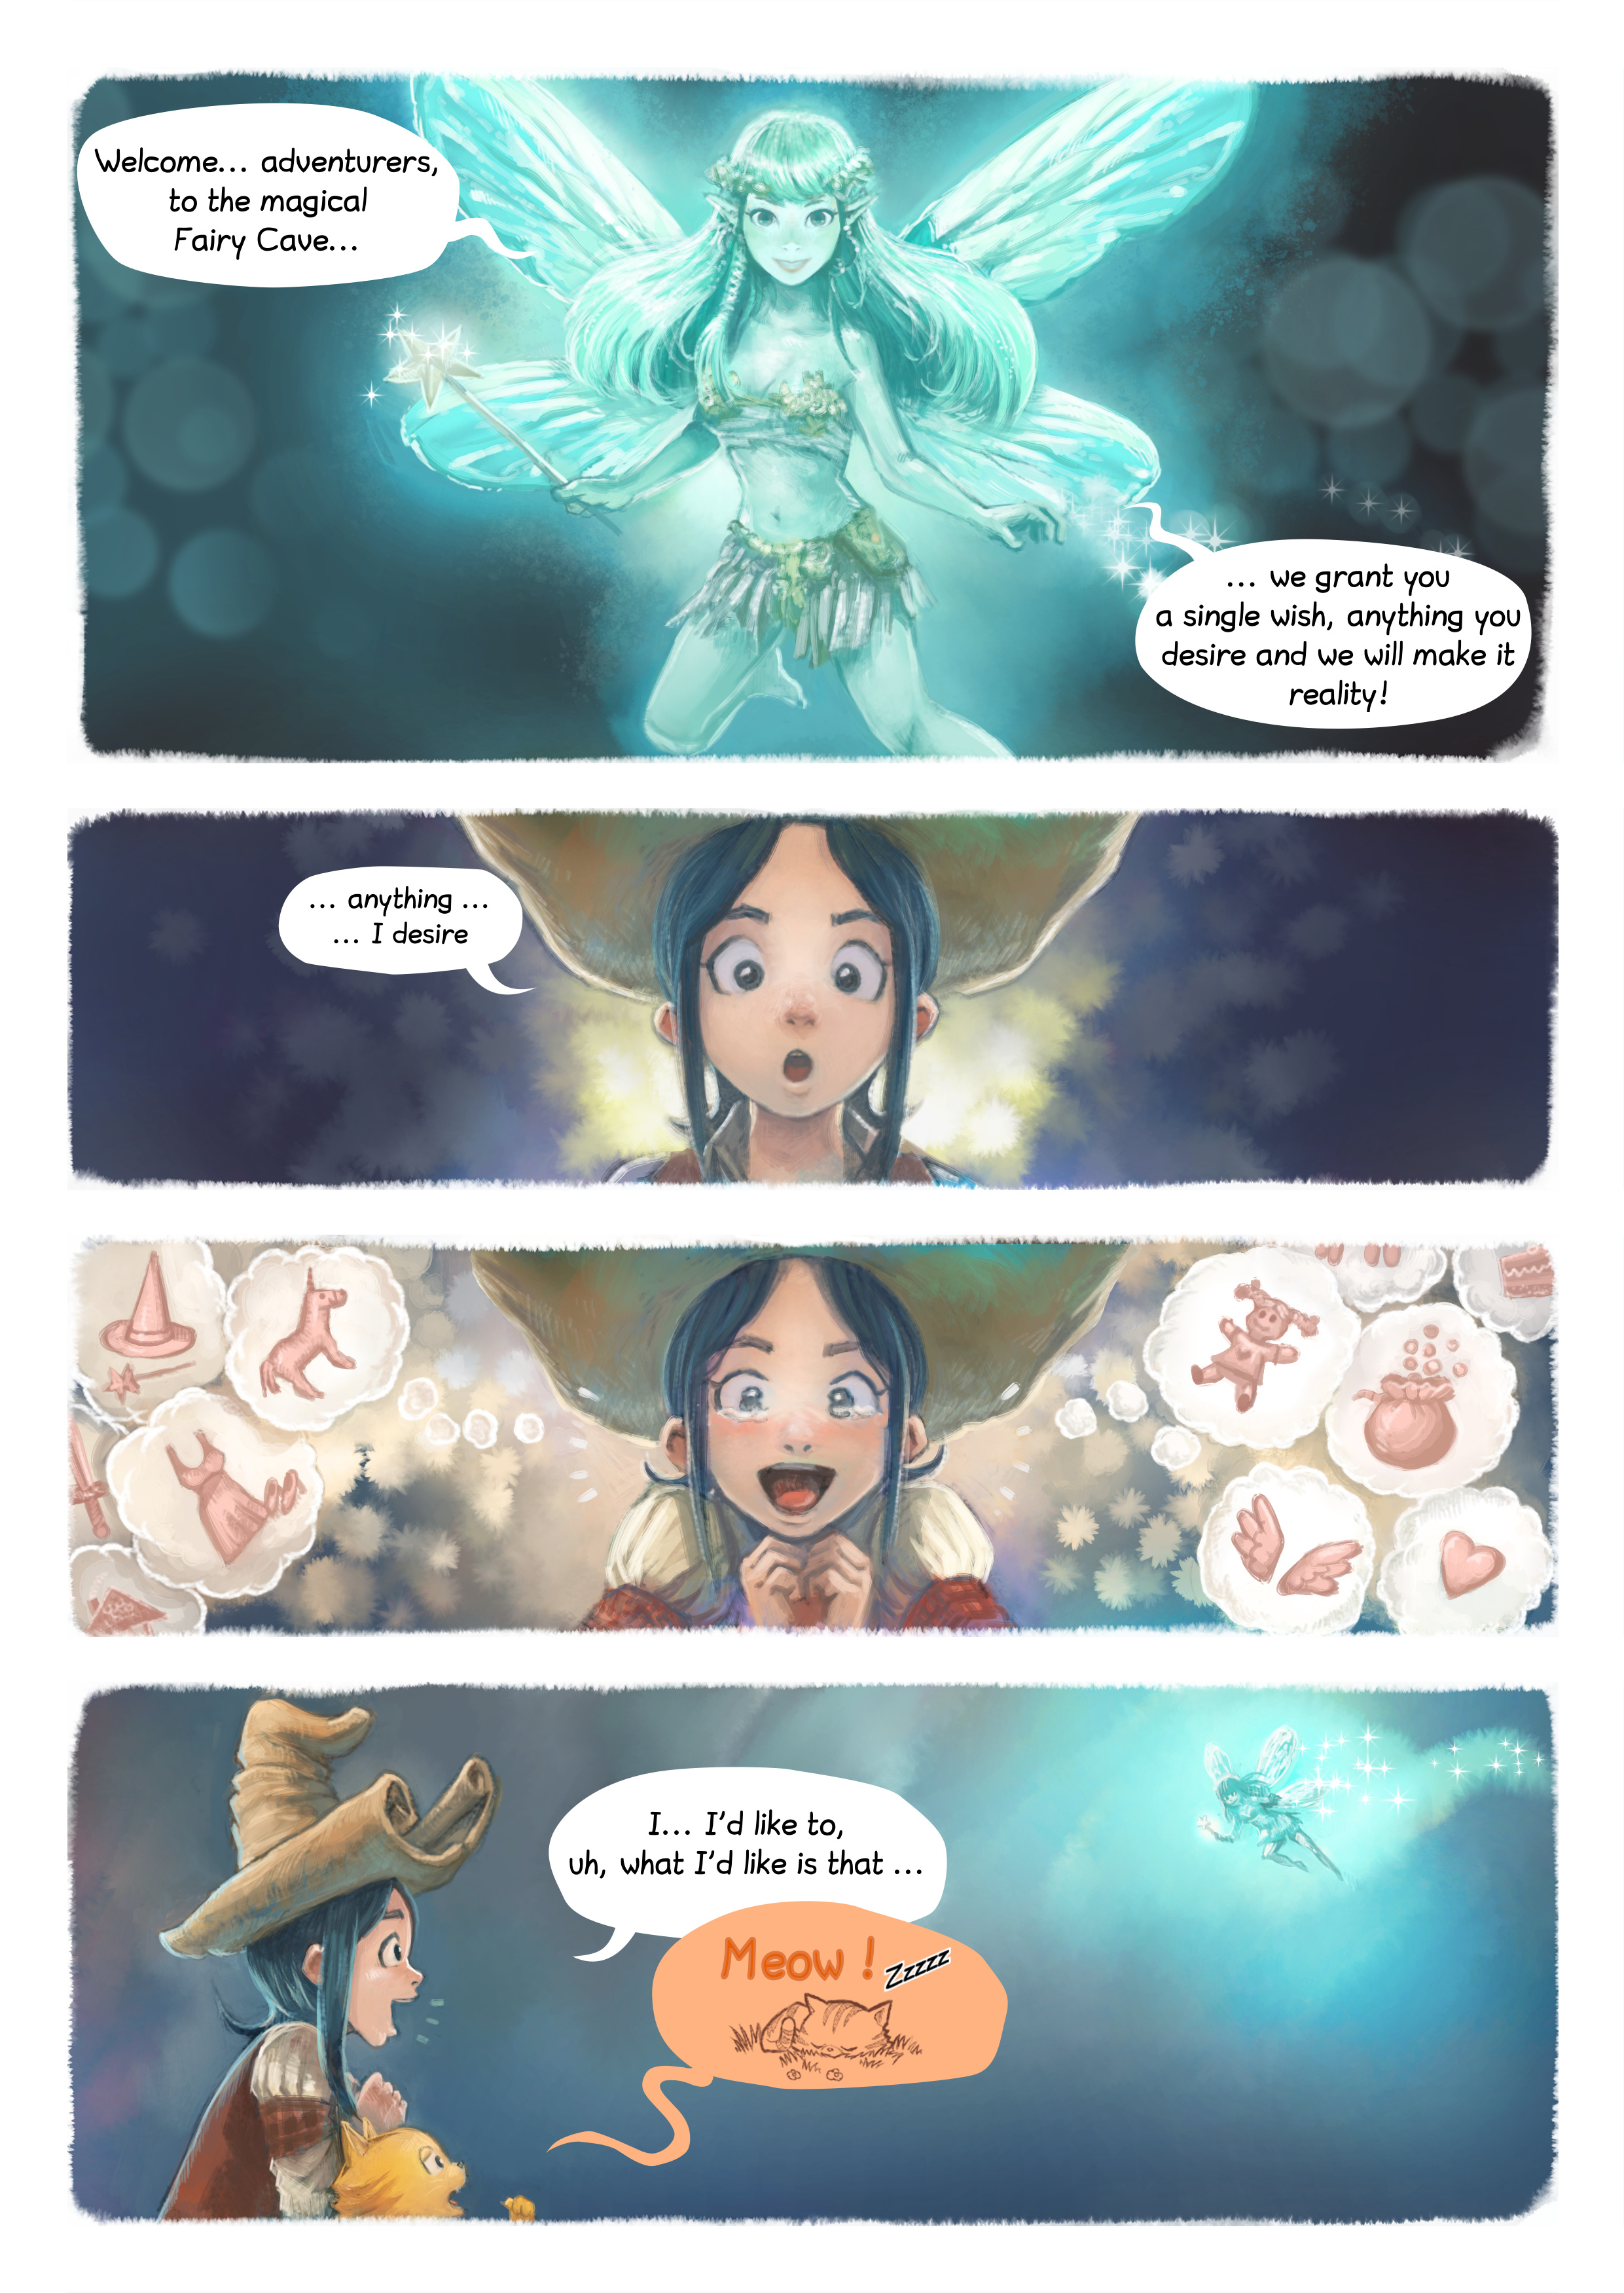 Welcome... adventurers,
to the magical
Fairy Cave...
... we grant you
a single wish, anything you
desire and we will make it
reality!
... anything ...
... I desire
I... I'd like to,
uh, what I'd like is that ...
Meow !
Zzzzz